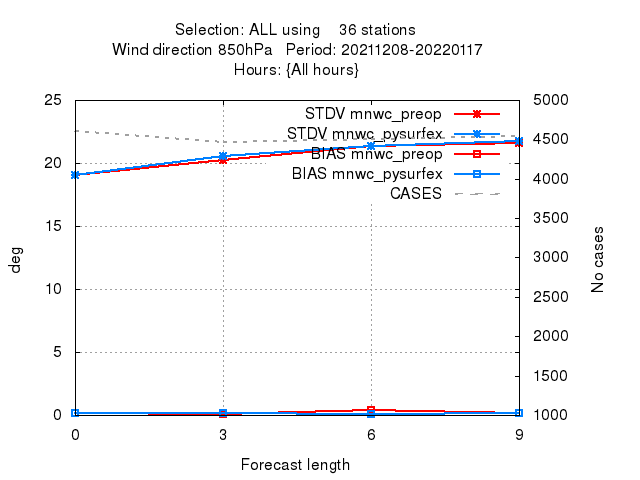 Selection: ALL using 36 stations
Wind direction 850hPa Period: 20211208-20220117
Hours: {All hours}
25
20
15
10
5
0
deg
5000
4500
4000
3500
3000
2500
2000
1500
1000
No cases
STDV mnwc_preop
STDV mnwc_pysurfex
BIAS mnwc_preop
BIAS mnwc_pysurfex
CASES
0 3 6 9
Forecast length